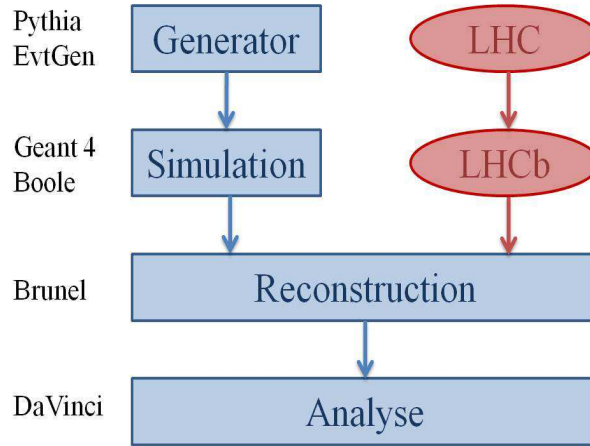 Pythia
EvtGen
Generator
LHC
Geant 4
Boole
Simulation
LHCb
Brunel
Reconstruction
DaVinci
Analyse